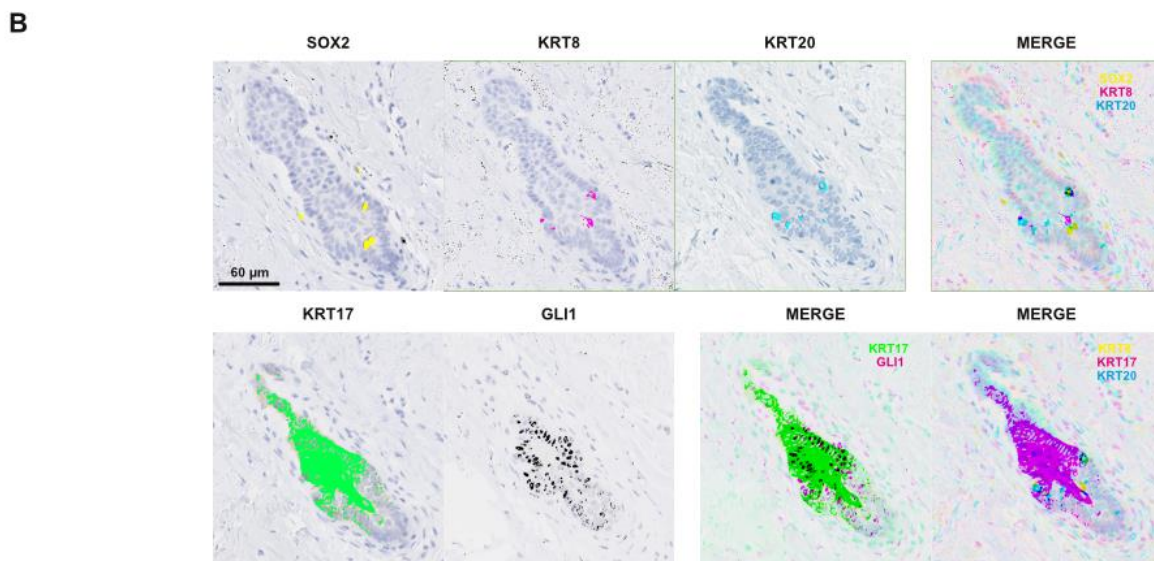 B
SOX2 KRT8 KRT20 MERGE
SOX2
KRT8
KRT20
60 µm
KRT17 GLI1 MERGE MERGE
KRT17 KRT8
GLI1 KRT17
KRT20